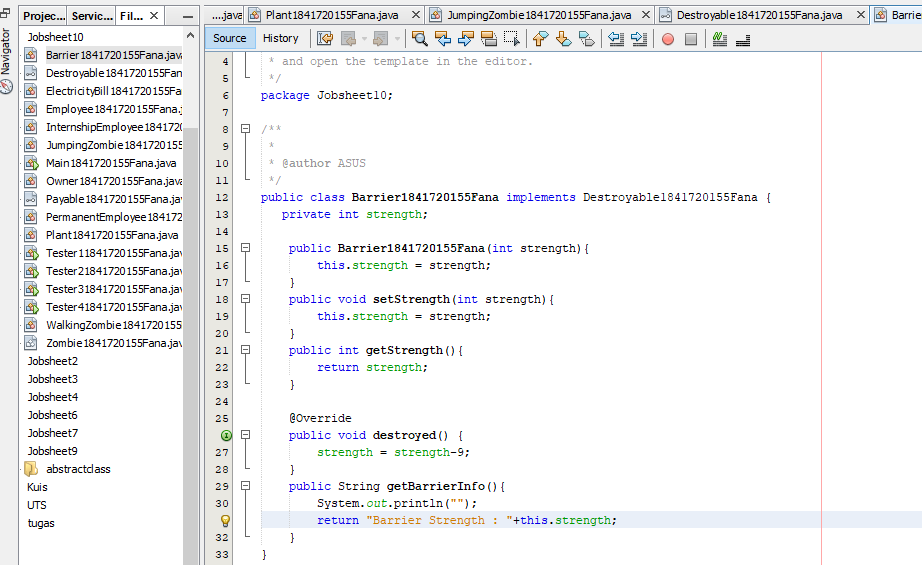 Projec... Servic... Fil...
Navigator
Jobsheet10
Barrier1841720155Fana.java
Destroyable1841720155Fan
ElectricityBill1841720155Fa
Employee1841720155Fana.j
InternshipEmployee184172(
JumpingZombie1841720155
Main1841720155Fana.java
Owner1841720155Fana.java
Payable1841720155Fana.jav
PermanentEmployee184172
Plant1841720155Fana.java
Tester11841720155Fana.jav
Tester21841720155Fana.jav
Tester31841720155Fana.jav
Tester41841720155Fana.jav
WalkingZombie1841720155
Zombie1841720155Fana.jav
Jobsheet2
Jobsheet3
Jobsheet4
Jobsheet6
Jobsheet7
Jobsheet9
abstractclass
Kuis
UTS
tugas
....java Plant1841720155Fana.java JumpingZombie1841720155Fana.java Destroyable1841720155Fana.java Barrie
Source History
4 * and open the template in the editor.
5 */
6 package Jobsheet10;
7
8 /**
9 *
10 * @author ASUS
11 */
12 public class Barrier1841720155Fana implements Destroyable1841720155Fana {
13 private int strength;
14
15 public Barrier1841720155Fana(int strength){
16 this.strength = strength;
17 }
18 public void setStrength(int strength){
19 this.strength = strength;
20 }
21 public int getStrength(){
22 return strength;
23 }
24
25 @Override
public void destroyed() {
27 strength = strength-9;
28 }
29 public String getBarrierInfo(){
30 System.out.println("");
return "Barrier Strength : "+this.strength;
32 }
33 }